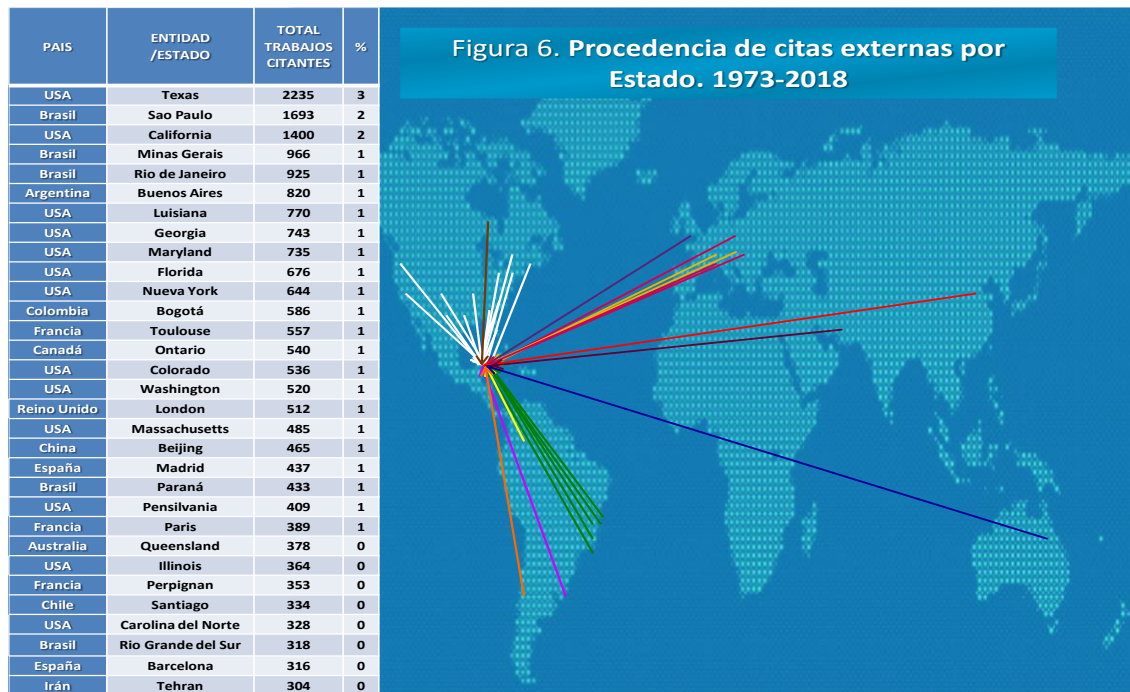 PAIS ENTIDAD /ESTADO TOTAL TRABAJOS CITANTES %
USA Texas 2235 3
Brasil Sao Paulo 1693 2
USA California 1400 2
Brasil Minas Gerais 966 1
Brasil Rio de Janeiro 925 1
Argentina Buenos Aires 820 1
USA Luisiana 770 1
USA Georgia 743 1
USA Maryland 735 1
USA Florida 676 1
USA Nueva York 644 1
Colombia Bogotá 586 1
Francia Toulouse 557 1
Canadá Ontario 540 1
USA Colorado 536 1
USA Washington 520 1
Reino Unido London 512 1
USA Massachusetts 485 1
China Beijing 465 1
España Madrid 437 1
Brasil Paraná 433 1
USA Pensilvania 409 1
Francia Paris 389 1
Australia Queensland 378 0
USA Illinois 364 0
Francia Perpignan 353 0
Chile Santiago 334 0
USA Carolina del Norte 328 0
Brasil Rio Grande del Sur 318 0
España Barcelona 316 0
Irán Tehran 304 0
Figura 6. Procedencia de citas externas por
Estado. 1973-2018